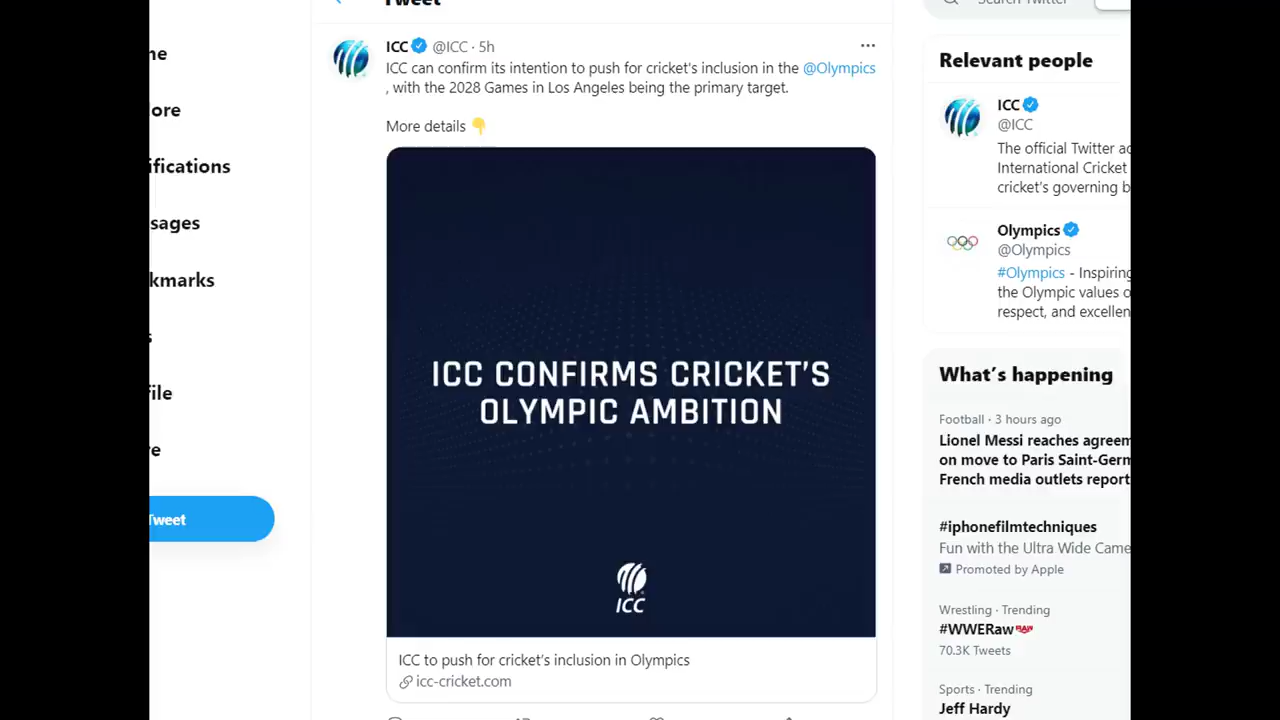 Tweet
ICC @ICC · 5h
ICC can confirm its intention to push for cricket's inclusion in the @Olympics
, with the 2028 Games in Los Angeles being the primary target.
More details 👇
ICC CONFIRMS CRICKET'S
OLYMPIC AMBITION
ICC
ICC to push for cricket's inclusion in Olympics
icc-cricket.com
me
lore
ifications
sages
kmarks
s
file
re
Tweet
Search Twitter
Relevant people
ICC
@ICC
The official Twitter ac
International Cricket
cricket's governing b
Olympics
@Olympics
#Olympics - Inspiring
the Olympic values o
respect, and excellen
What's happening
Football · 3 hours ago
Lionel Messi reaches agreem
on move to Paris Saint-Germ
French media outlets report
#iphonefilmtechniques
Fun with the Ultra Wide Came
Promoted by Apple
Wrestling · Trending
#WWERaw
70.3K Tweets
Sports · Trending
Jeff Hardy